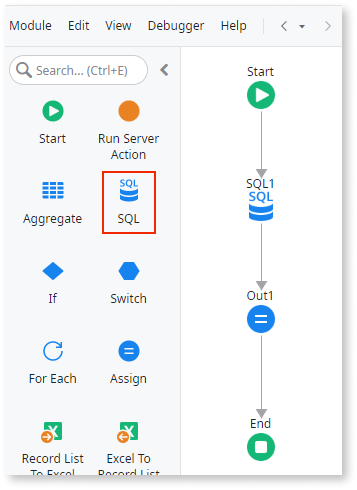 Module Edit View Debugger Help
Search... (Ctrl+E)
Start
Run Server
Action
Aggregate
SQL
SQL
If
Switch
For Each
Assign
Record List
To Excel
Excel To
Record List
Start
SQL1
SQL
Out1
End